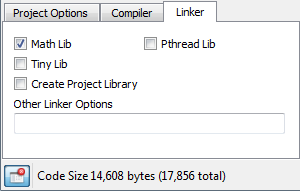 Project Options Compiler Linker
Math Lib Pthread Lib
Tiny Lib
Create Project Library
Other Linker Options
Code Size 14,608 bytes (17,856 total)